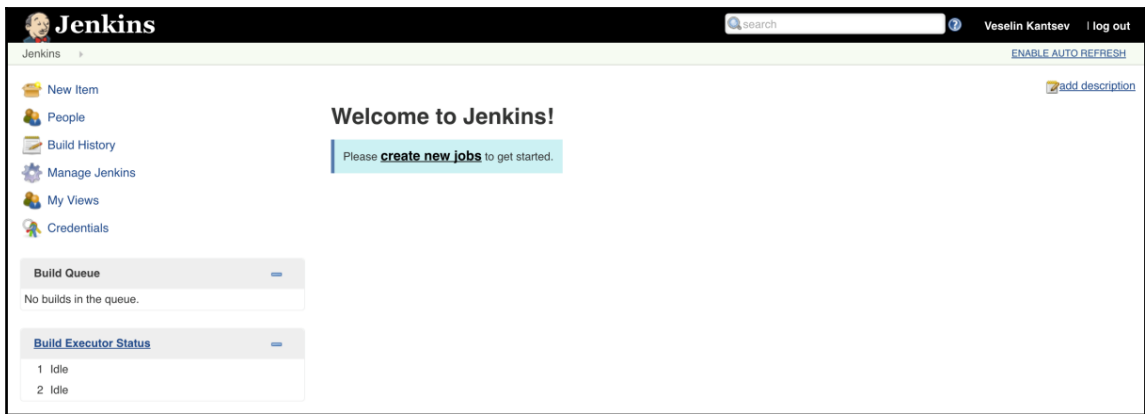 Jenkins
search
Veselin Kantsev | log out
Jenkins
ENABLE AUTO REFRESH
add description
New Item
People
Build History
Manage Jenkins
My Views
Credentials
Welcome to Jenkins!
Please create new jobs to get started.
Build Queue
No builds in the queue.
Build Executor Status
1 Idle
2 Idle